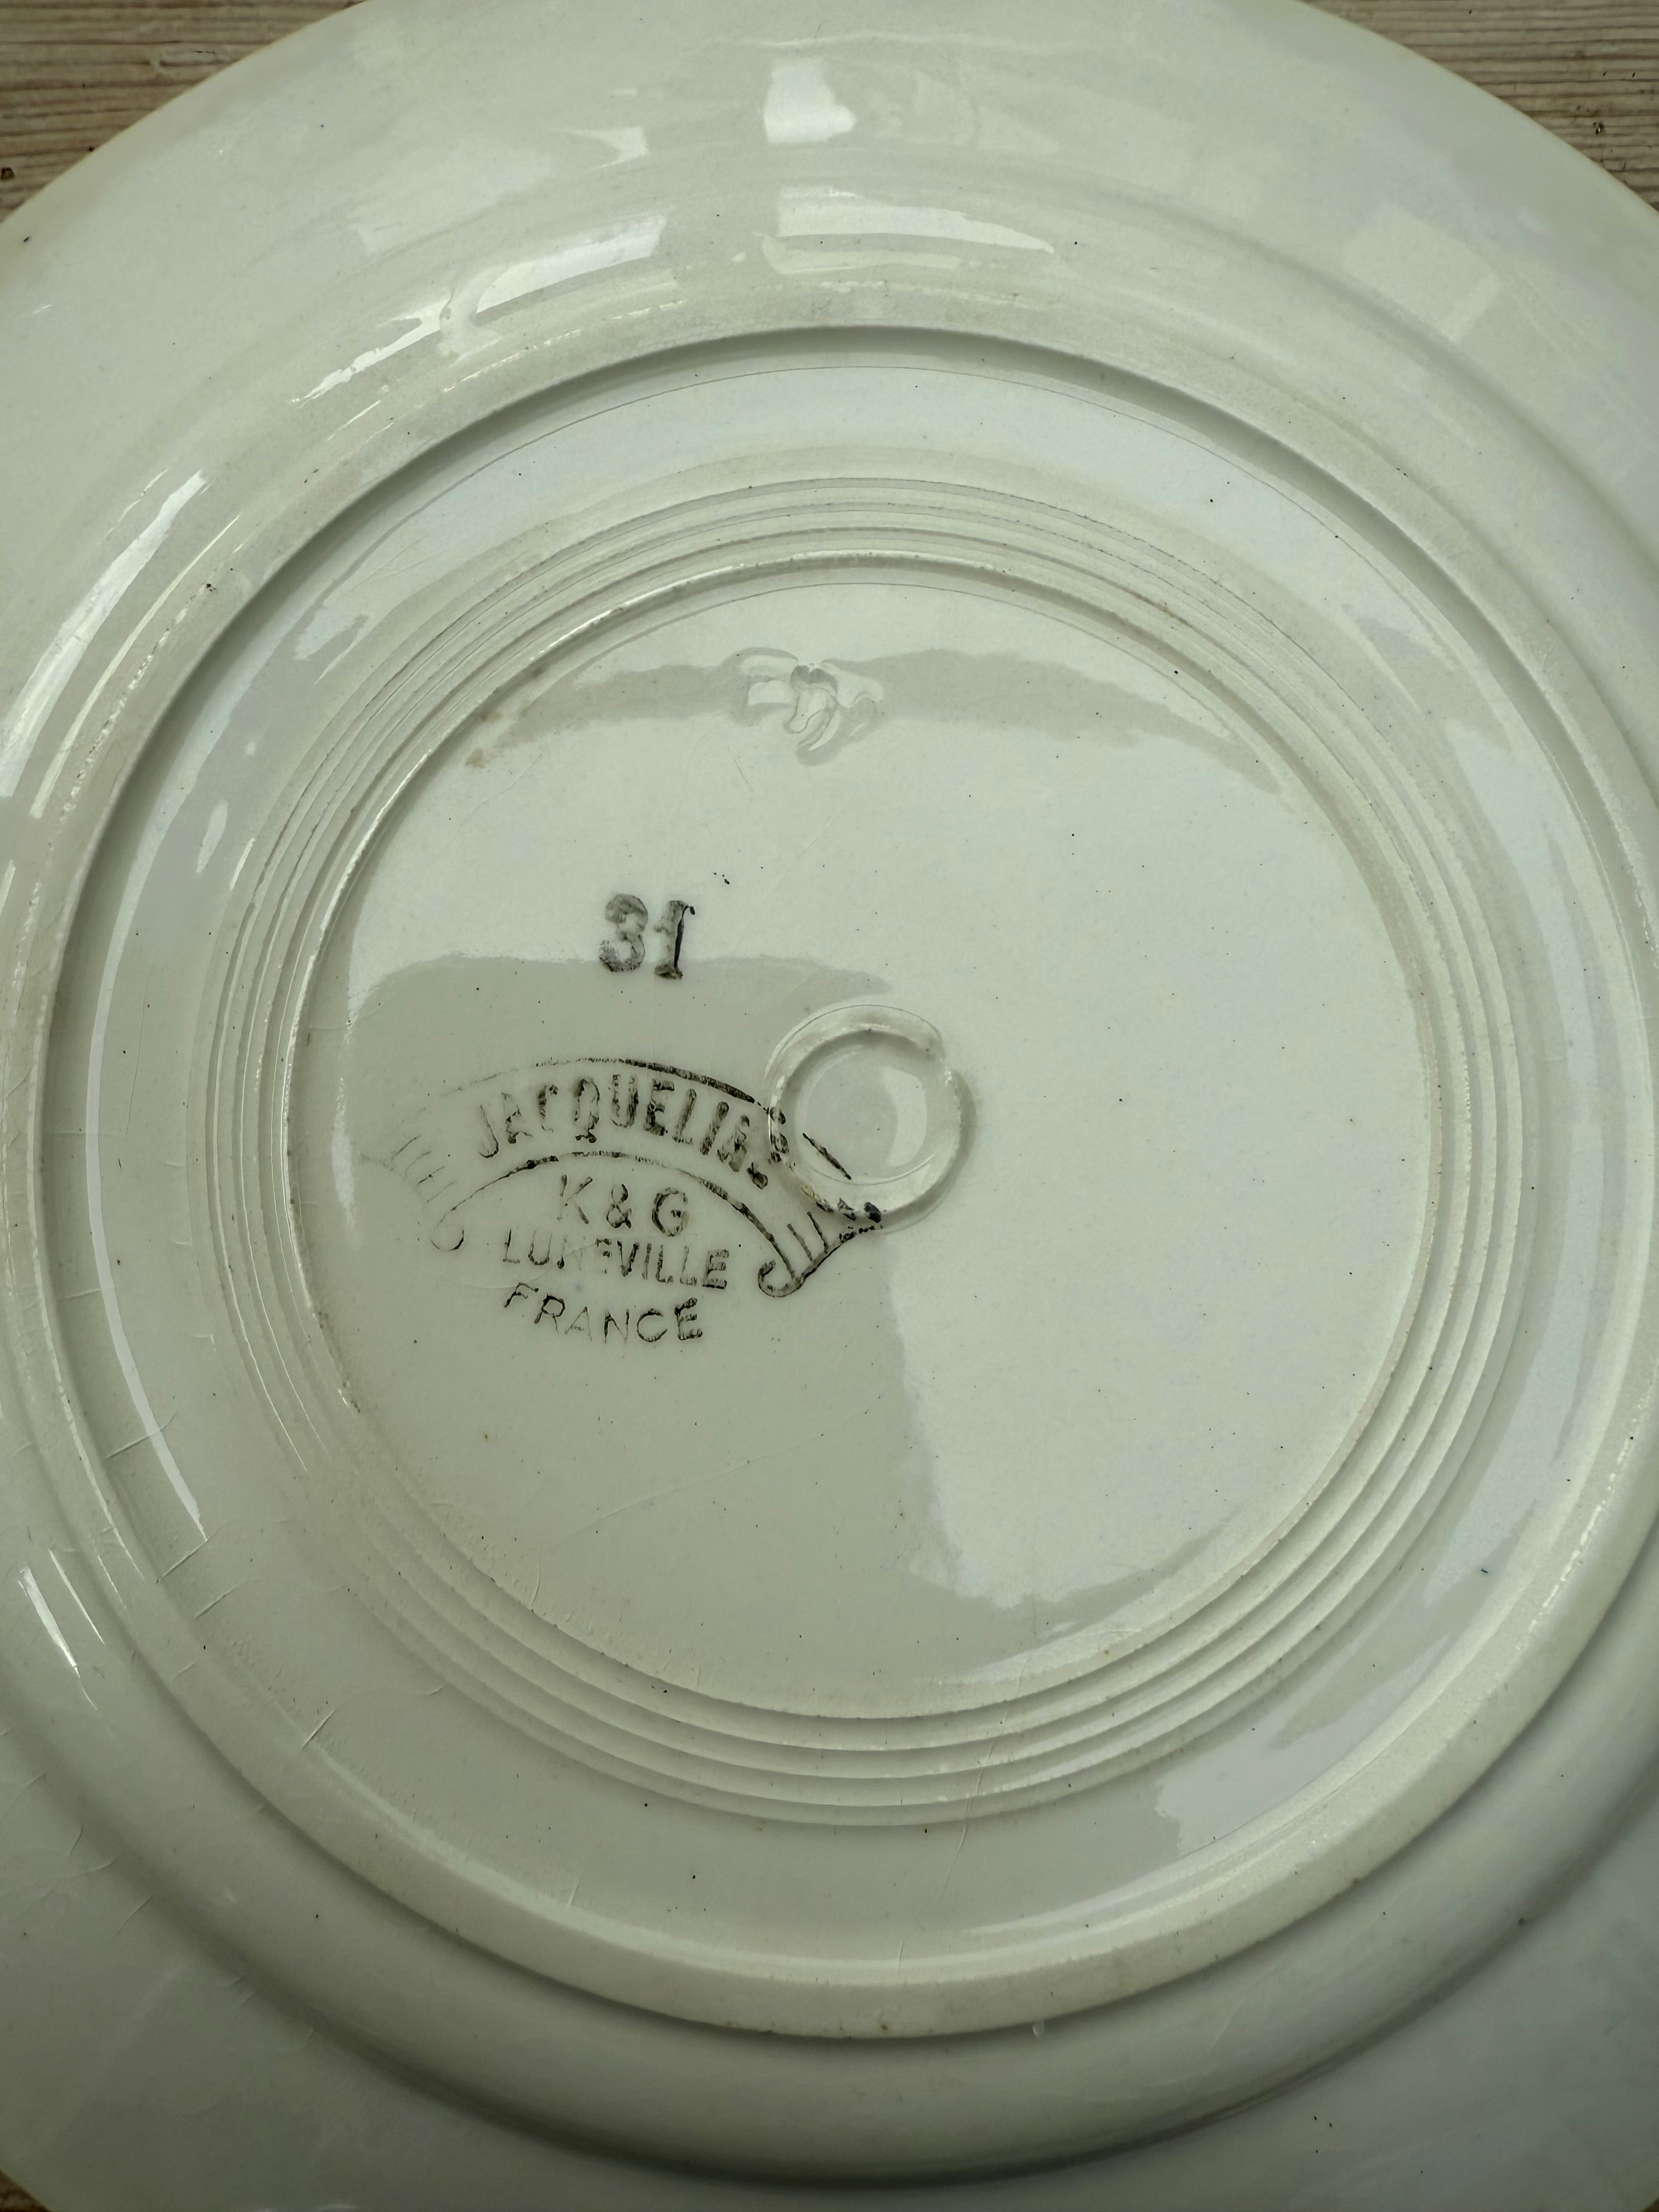 31
JACQUELINE
K & G
LUNEVILLE
FRANCE